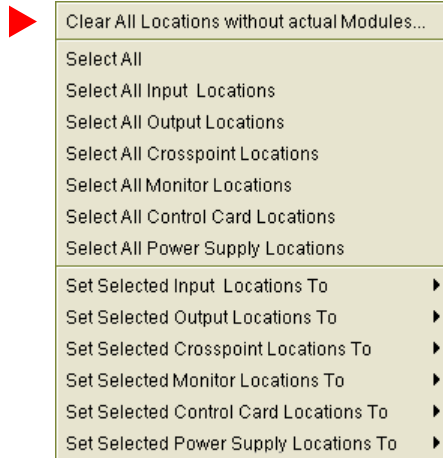 Clear All Locations without actual Modules...
Select All
Select All Input  Locations
Select All Output Locations
Select All Crosspoint Locations
Select All Monitor Locations
Select All Control Card Locations
Select All Power Supply Locations
Set Selected Input  Locations To
Set Selected Output Locations To
Set Selected Crosspoint Locations To
Set Selected Monitor Locations To
Set Selected Control Card Locations To
Set Selected Power Supply Locations To